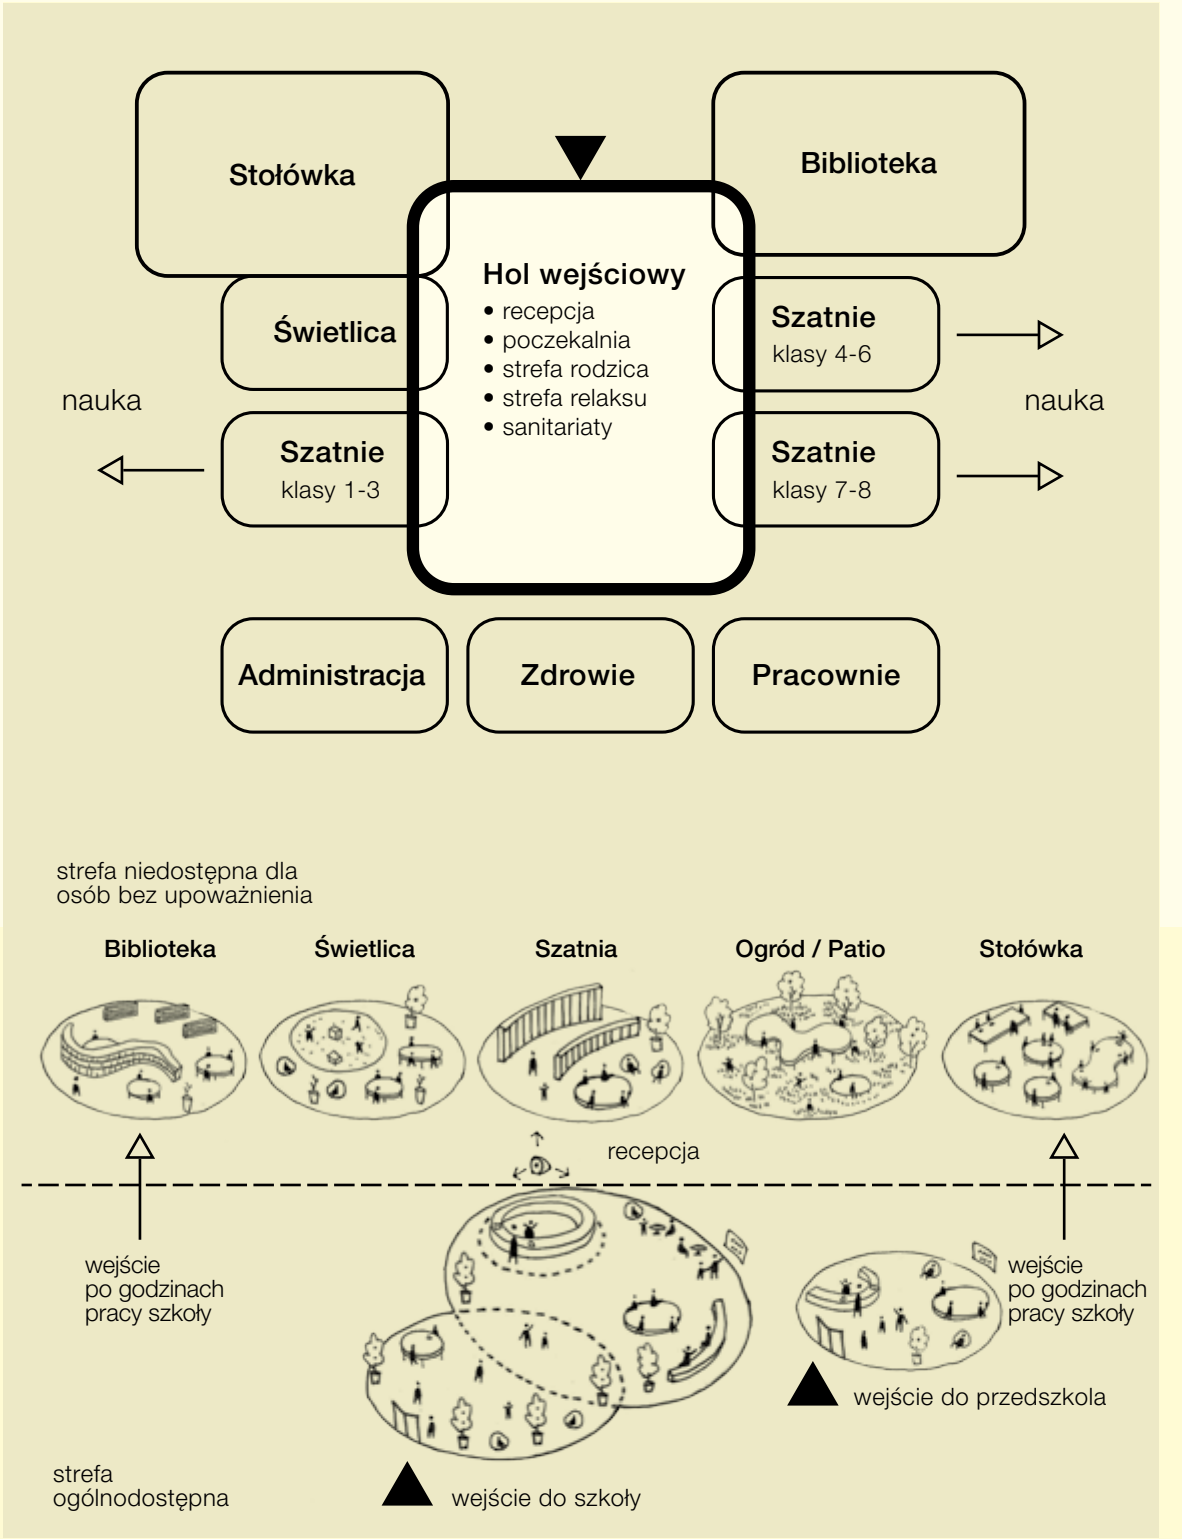 Stołówka
Biblioteka
Hol wejściowy
• recepcja
• poczekalnia
• strefa rodzica
• strefa relaksu
• sanitariaty
Świetlica
Szatnie
klasy 4-6
nauka
nauka
Szatnie
klasy 1-3
Szatnie
klasy 7-8
Administracja
Zdrowie
Pracownie
strefa niedostępna dla
osób bez upoważnienia
Biblioteka
Świetlica
Szatnia
Ogród / Patio
Stołówka
recepcja
wejście
po godzinach
pracy szkoły
wejście
po godzinach
pracy szkoły
wejście do przedszkola
strefa
ogólnodostępna
wejście do szkoły